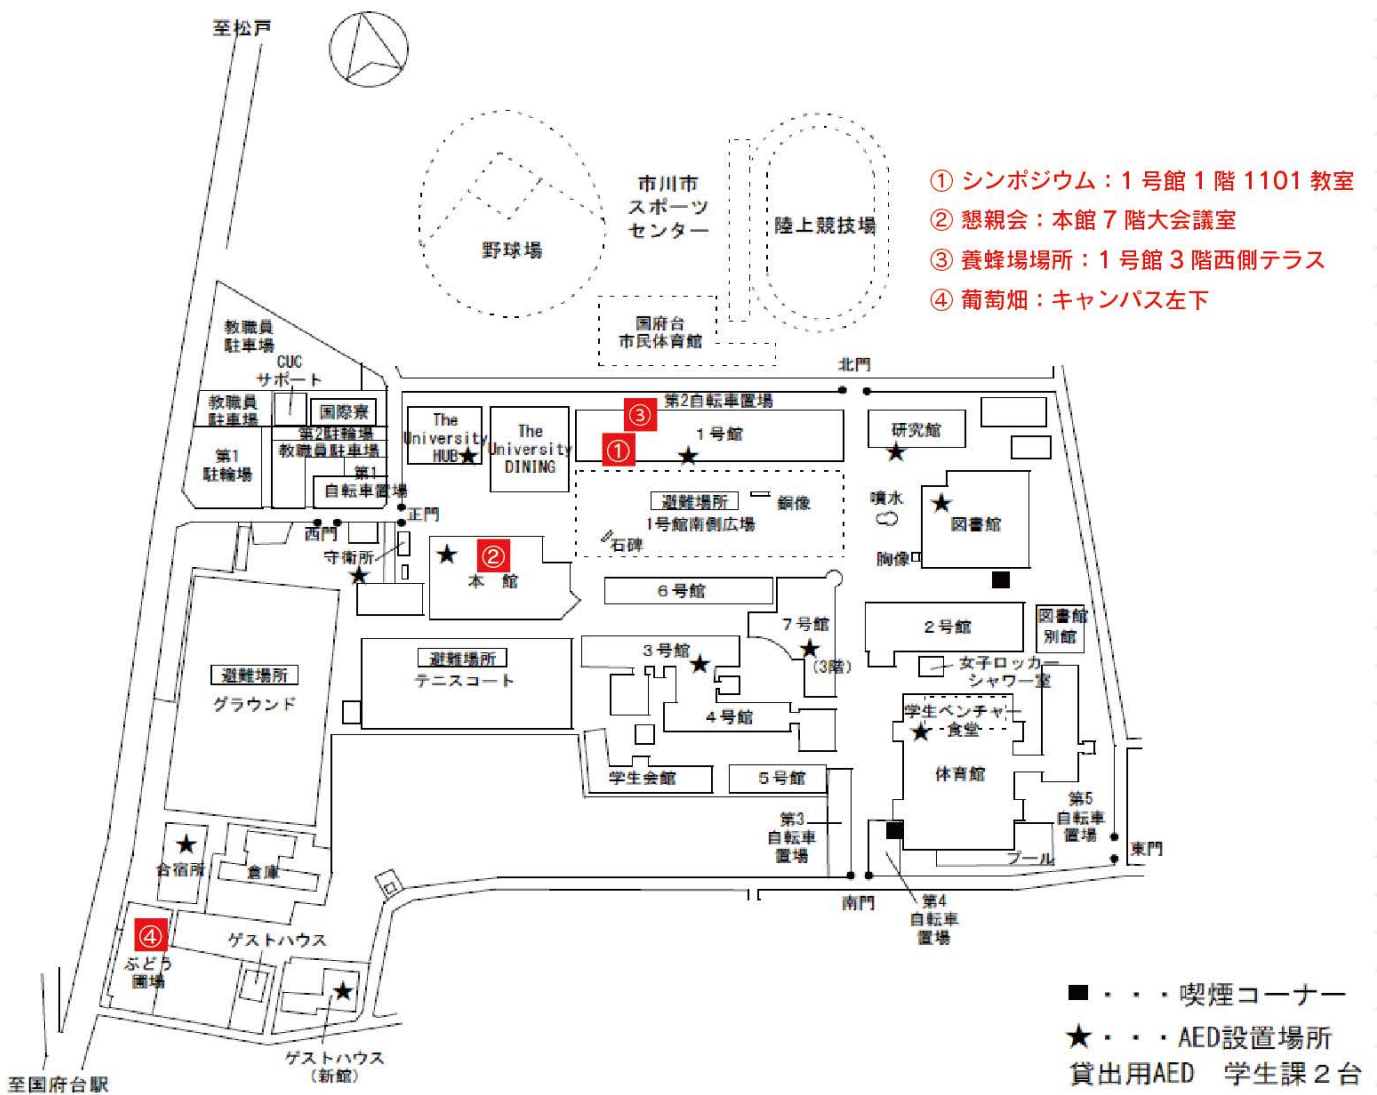 至松戸
市川市
スポーツ
センター
野球場
陸上競技場
国府台
市民体育館
① シンポジウム：1 号館 1 階 1101 教室
② 懇親会：本館 7 階大会議室
③ 養蜂場場所：1 号館 3 階西側テラス
④ 葡萄畑：キャンパス左下
教職員
駐車場
CUC
サポート
北門
教職員
駐車場
国際寮
第2駐輪場
教職員駐車場
第1
駐輪場
第1
自転車置場
The
University
HUB
The
University
DINING
第2自転車置場
③
1号館
①
研究館
避難場所
銅像
1号館南側広場
石碑
噴水
図書館
胸像
正門
西門
守衛所
②
本 館
6号館
7号館
(3階)
2号館
図書館
別館
避難場所
グラウンド
避難場所
テニスコート
3号館
4号館
女子ロッカー
シャワー室
学生ベンチャー
食堂
体育館
学生会館
5号館
第3
自転車
置場
第5
自転車
置場
東門
プール
南門
第4
自転車
置場
合宿所
倉庫
④
ぶどう
圃場
ゲストハウス
ゲストハウス
(新館)
至国府台駅
■・・・喫煙コーナー
★・・・AED設置場所
貸出用AED 学生課2台